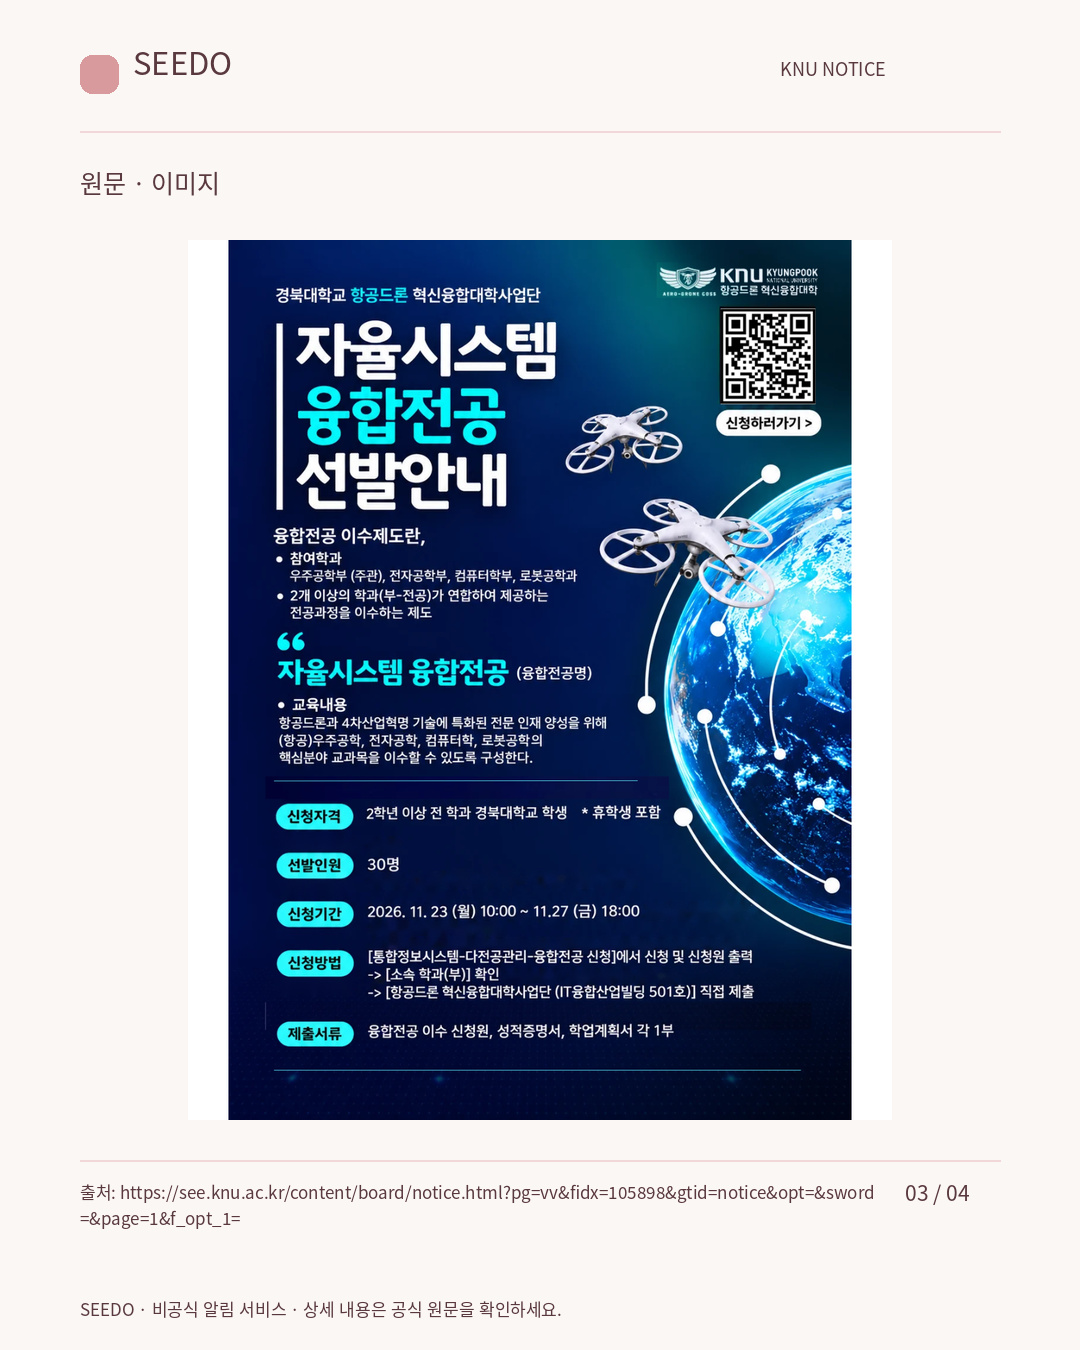 SEEDO
KNU NOTICE
원문 · 이미지
경북대학교 항공드론 혁신융합대학사업단
KNU KYUNGPOOK
NATIONAL UNIVERSITY
AERO-DRONE COSS
항공드론 혁신융합대학
자율시스템
융합전공
선발안내
신청하러가기 >
융합전공 이수제도란,
● 참여학과
우주공학부 (주관), 전자공학부, 컴퓨터학부, 로봇공학과
● 2개 이상의 학과(부·전공)가 연합하여 제공하는
전공과정을 이수하는 제도
“
자율시스템 융합전공 (융합전공명)
● 교육내용
항공드론과 4차산업혁명 기술에 특화된 전문 인재 양성을 위해
(항공)우주공학, 전자공학, 컴퓨터학, 로봇공학의
핵심분야 교과목을 이수할 수 있도록 구성한다.
신청자격 2학년 이상 전 학과 경북대학교 학생 * 휴학생 포함
선발인원 30명
신청기간 2026. 11. 23 (월) 10:00 ~ 11.27 (금) 18:00
신청방법 [통합정보시스템-다전공관리-융합전공 신청]에서 신청 및 신청원 출력
-> [소속 학과(부)] 확인
-> [항공드론 혁신융합대학사업단 (IT융합산업빌딩 501호)] 직접 제출
제출서류 융합전공 이수 신청원, 성적증명서, 학업계획서 각 1부
출처: https://see.knu.ac.kr/content/board/notice.html?pg=vv&fidx=105898&gtid=notice&opt=&sword
=&page=1&f_opt_1=
03 / 04
SEEDO · 비공식 알림 서비스 · 상세 내용은 공식 원문을 확인하세요.